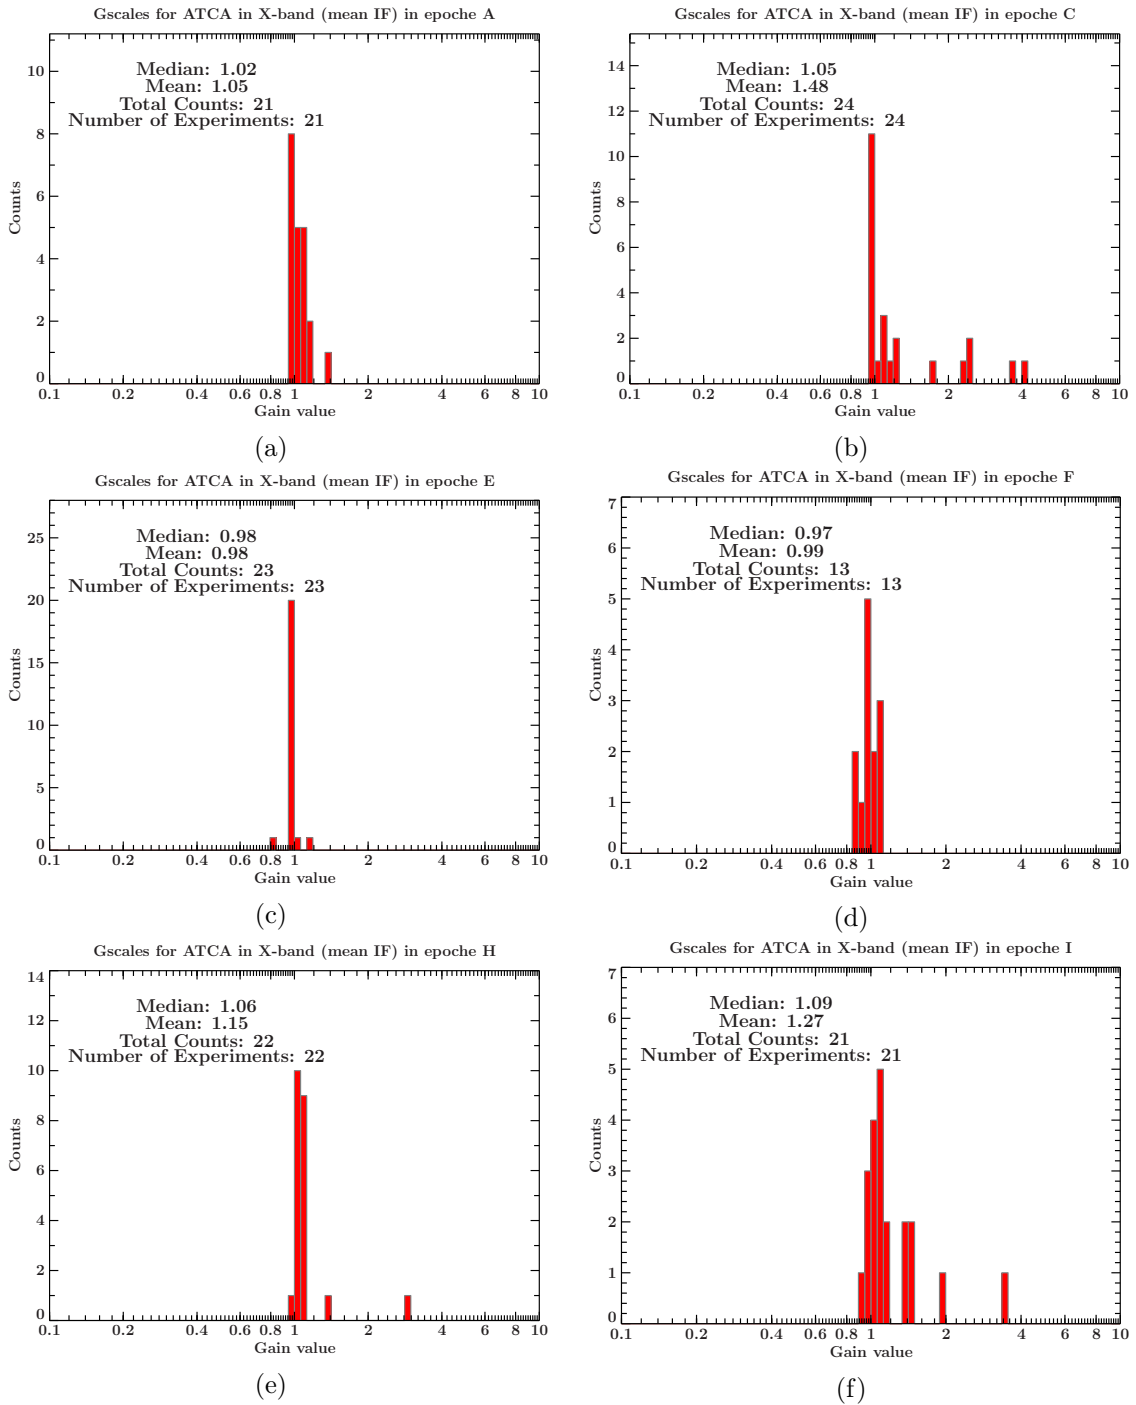 Gscales for ATCA in X-band (mean IF) in epoche A
Median: 1.02
Mean: 1.05
Total Counts: 21
Number of Experiments: 21
Counts
10
8
6
4
2
0
0.1 0.2 0.4 0.6 0.8 1 2 4 6 8 10
Gain value
(a)
Gscales for ATCA in X-band (mean IF) in epoche C
Median: 1.05
Mean: 1.48
Total Counts: 24
Number of Experiments: 24
Counts
14
12
10
8
6
4
2
0
0.1 0.2 0.4 0.6 0.8 1 2 4 6 8 10
Gain value
(b)
Gscales for ATCA in X-band (mean IF) in epoche E
Median: 0.98
Mean: 0.98
Total Counts: 23
Number of Experiments: 23
Counts
25
20
15
10
5
0
0.1 0.2 0.4 0.6 0.8 1 2 4 6 8 10
Gain value
(c)
Gscales for ATCA in X-band (mean IF) in epoche F
Median: 0.97
Mean: 0.99
Total Counts: 13
Number of Experiments: 13
Counts
7
6
5
4
3
2
1
0
0.1 0.2 0.4 0.6 0.8 1 2 4 6 8 10
Gain value
(d)
Gscales for ATCA in X-band (mean IF) in epoche H
Median: 1.06
Mean: 1.15
Total Counts: 22
Number of Experiments: 22
Counts
14
12
10
8
6
4
2
0
0.1 0.2 0.4 0.6 0.8 1 2 4 6 8 10
Gain value
(e)
Gscales for ATCA in X-band (mean IF) in epoche I
Median: 1.09
Mean: 1.27
Total Counts: 21
Number of Experiments: 21
Counts
7
6
5
4
3
2
1
0
0.1 0.2 0.4 0.6 0.8 1 2 4 6 8 10
Gain value
(f)